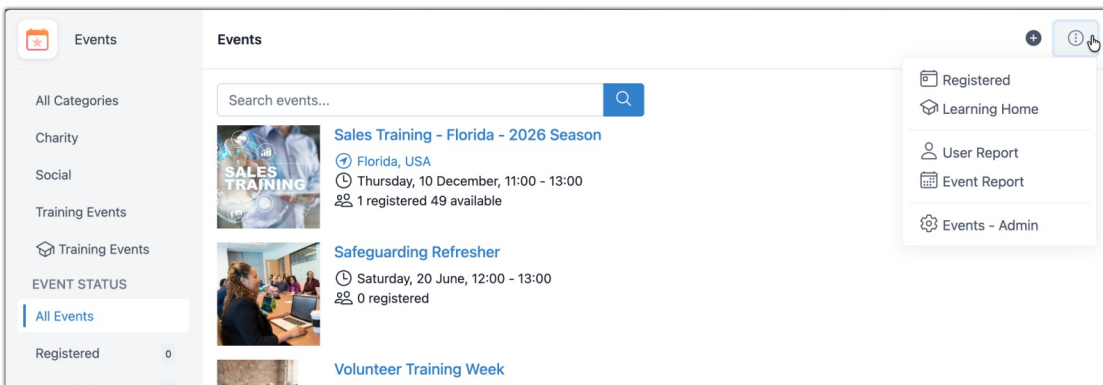 Events
Events
All Categories
Charity
Social
Training Events
Training Events
EVENT STATUS
All Events
Registered 0
Search events...
Sales Training - Florida - 2026 Season
Florida, USA
Thursday, 10 December, 11:00 - 13:00
1 registered 49 available
SALES
TRAINING
Safeguarding Refresher
Saturday, 20 June, 12:00 - 13:00
0 registered
Volunteer Training Week
Registered
Learning Home
User Report
Event Report
Events - Admin